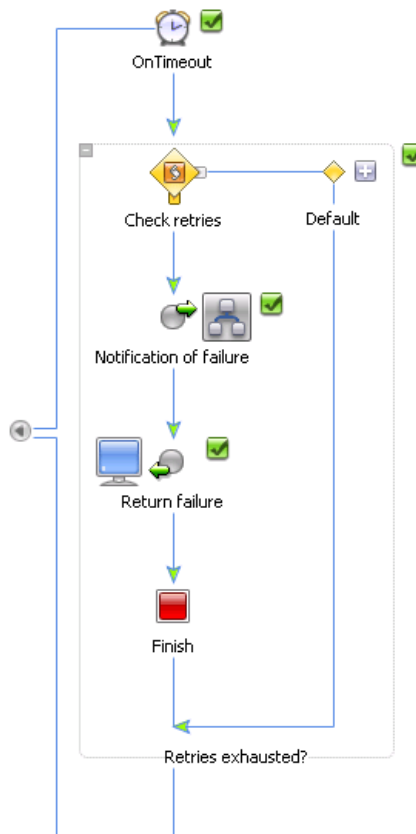 OnTimeout
Check retries
Default
Notification of failure
Return failure
Finish
Retries exhausted?